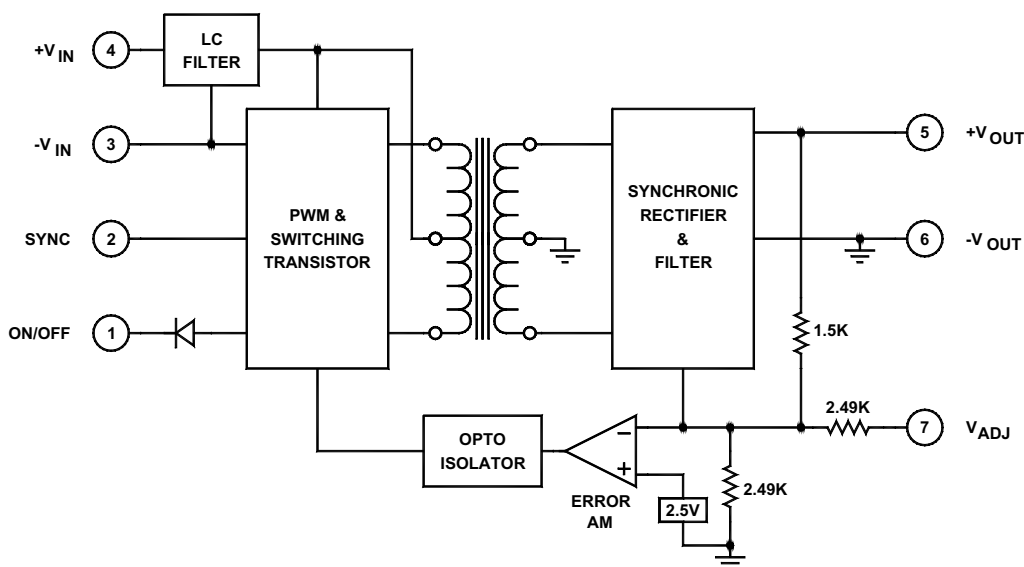 +V IN
4
LC
FILTER
-V IN
3
SYNC
2
ON/OFF
1
PWM &
SWITCHING
TRANSISTOR
SYNCHRONIC
RECTIFIER
&
FILTER
5
+V OUT
6
-V OUT
1.5K
2.49K
7
V ADJ
OPTO
ISOLATOR
−
+
ERROR
AM
2.5V
2.49K